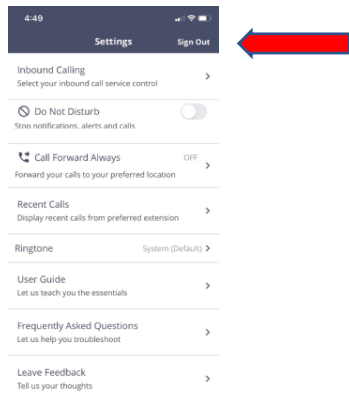 4:49
Settings Sign Out
Inbound Calling
Select your inbound call service control
Do Not Disturb
Stop notifications, alerts and calls
Call Forward Always OFF
Forward your calls to your preferred location
Recent Calls
Display recent calls from preferred extension
Ringtone System (Default)
User Guide
Let us teach you the essentials
Frequently Asked Questions
Let us help you troubleshoot
Leave Feedback
Tell us your thoughts